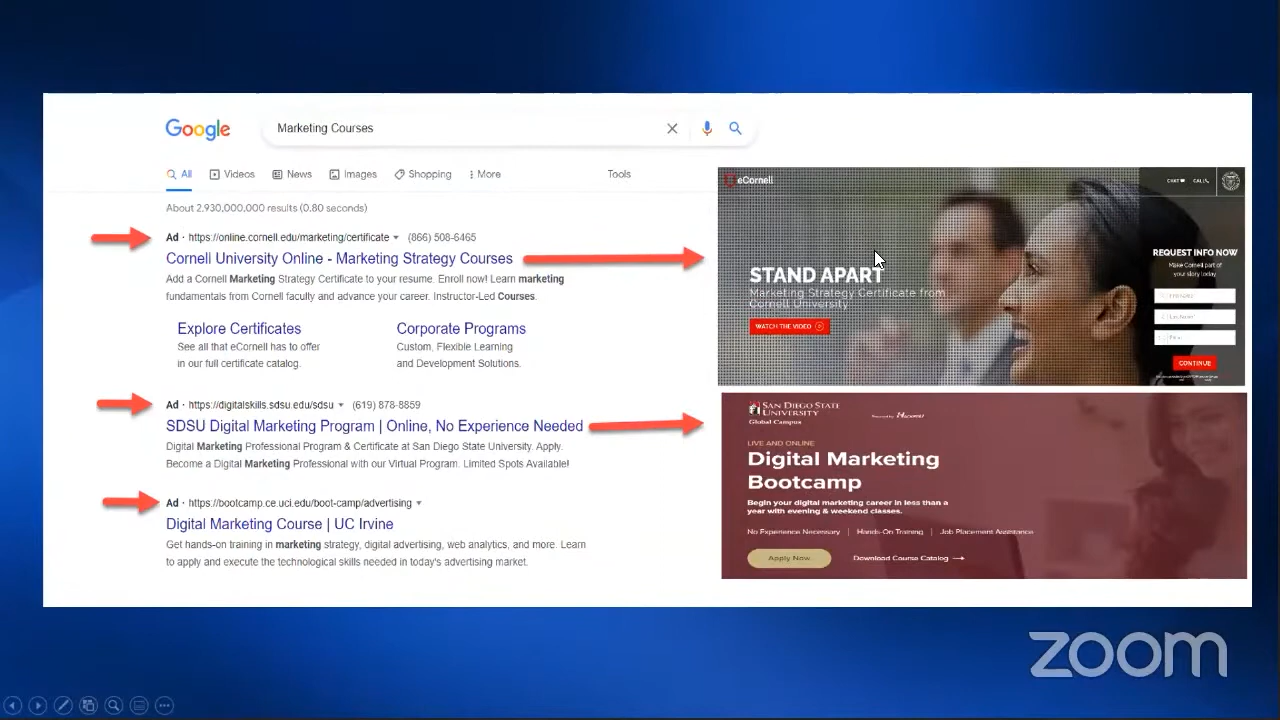 Google
Marketing Courses
All
Videos
News
Images
Shopping
More
Tools
About 2,930,000,000 results (0.80 seconds)
Ad · https://online.cornell.edu/marketing/certificate (866) 508-6465
Cornell University Online - Marketing Strategy Courses
Add a Cornell Marketing Strategy Certificate to your resume. Enroll now! Learn marketing
fundamentals from Cornell faculty and advance your career. Instructor-Led Courses.
Explore Certificates
See all that eCornell has to offer
in our full certificate catalog.
Corporate Programs
Custom, Flexible Learning
and Development Solutions.
Ad · https://digitalskills.sdsu.edu/sdsu (619) 878-8859
SDSU Digital Marketing Program | Online, No Experience Needed
Digital Marketing Professional Program & Certificate at San Diego State University. Apply.
Become a Digital Marketing Professional with our Virtual Program. Limited Spots Available!
Ad · https://bootcamp.ce.uci.edu/boot-camp/advertising
Digital Marketing Course | UC Irvine
Get hands-on training in marketing strategy, digital advertising, web analytics, and more. Learn
to apply and execute the technological skills needed in today's advertising market.
eCornell
CHAT
CALL
STAND APART
Marketing Strategy Certificate from
Cornell University
WATCH THE VIDEO
REQUEST INFO NOW
Make Cornell part of
your story today.
CONTINUE
SAN DIEGO STATE
UNIVERSITY
Global Campus
Powered by
LIVE AND ONLINE
Digital Marketing
Bootcamp
Begin your digital marketing career in less than a
year with evening & weekend classes.
No Experience Necessary | Hands-On Training | Job Placement Assistance
Apply Now
Download Course Catalog
zoom